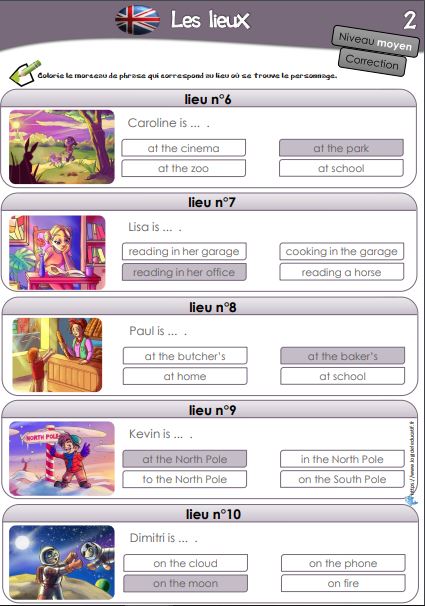 Les lieux
2
Niveau moyen
Correction
Colorie le morceau de phrase qui correspond au lieu où se trouve le personnage.
lieu n°6
Caroline is ... .
at the cinema
at the park
at the zoo
at school
lieu n°7
Lisa is ... .
reading in her garage
cooking in the garage
reading in her office
reading a horse
lieu n°8
Paul is ... .
at the butcher's
at the baker's
at home
at school
lieu n°9
NORTH POLE
Kevin is ... .
at the North Pole
in the North Pole
to the North Pole
on the South Pole
https://www.logicieleducatif.fr
lieu n°10
Dimitri is ... .
on the cloud
on the phone
on the moon
on fire